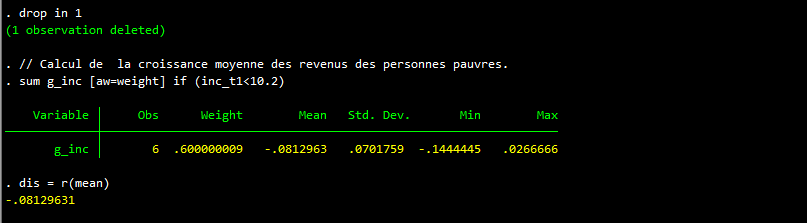 . drop in 1
(1 observation deleted)
. // Calcul de  la croissance moyenne des revenus des personnes pauvres.
. sum g_inc [aw=weight] if (inc_t1<10.2)
Variable Obs Weight Mean Std. Dev. Min Max
g_inc 6 .600000009 -.0812963 .0701759 -.1444445 .0266666
. dis = r(mean)
-.08129631